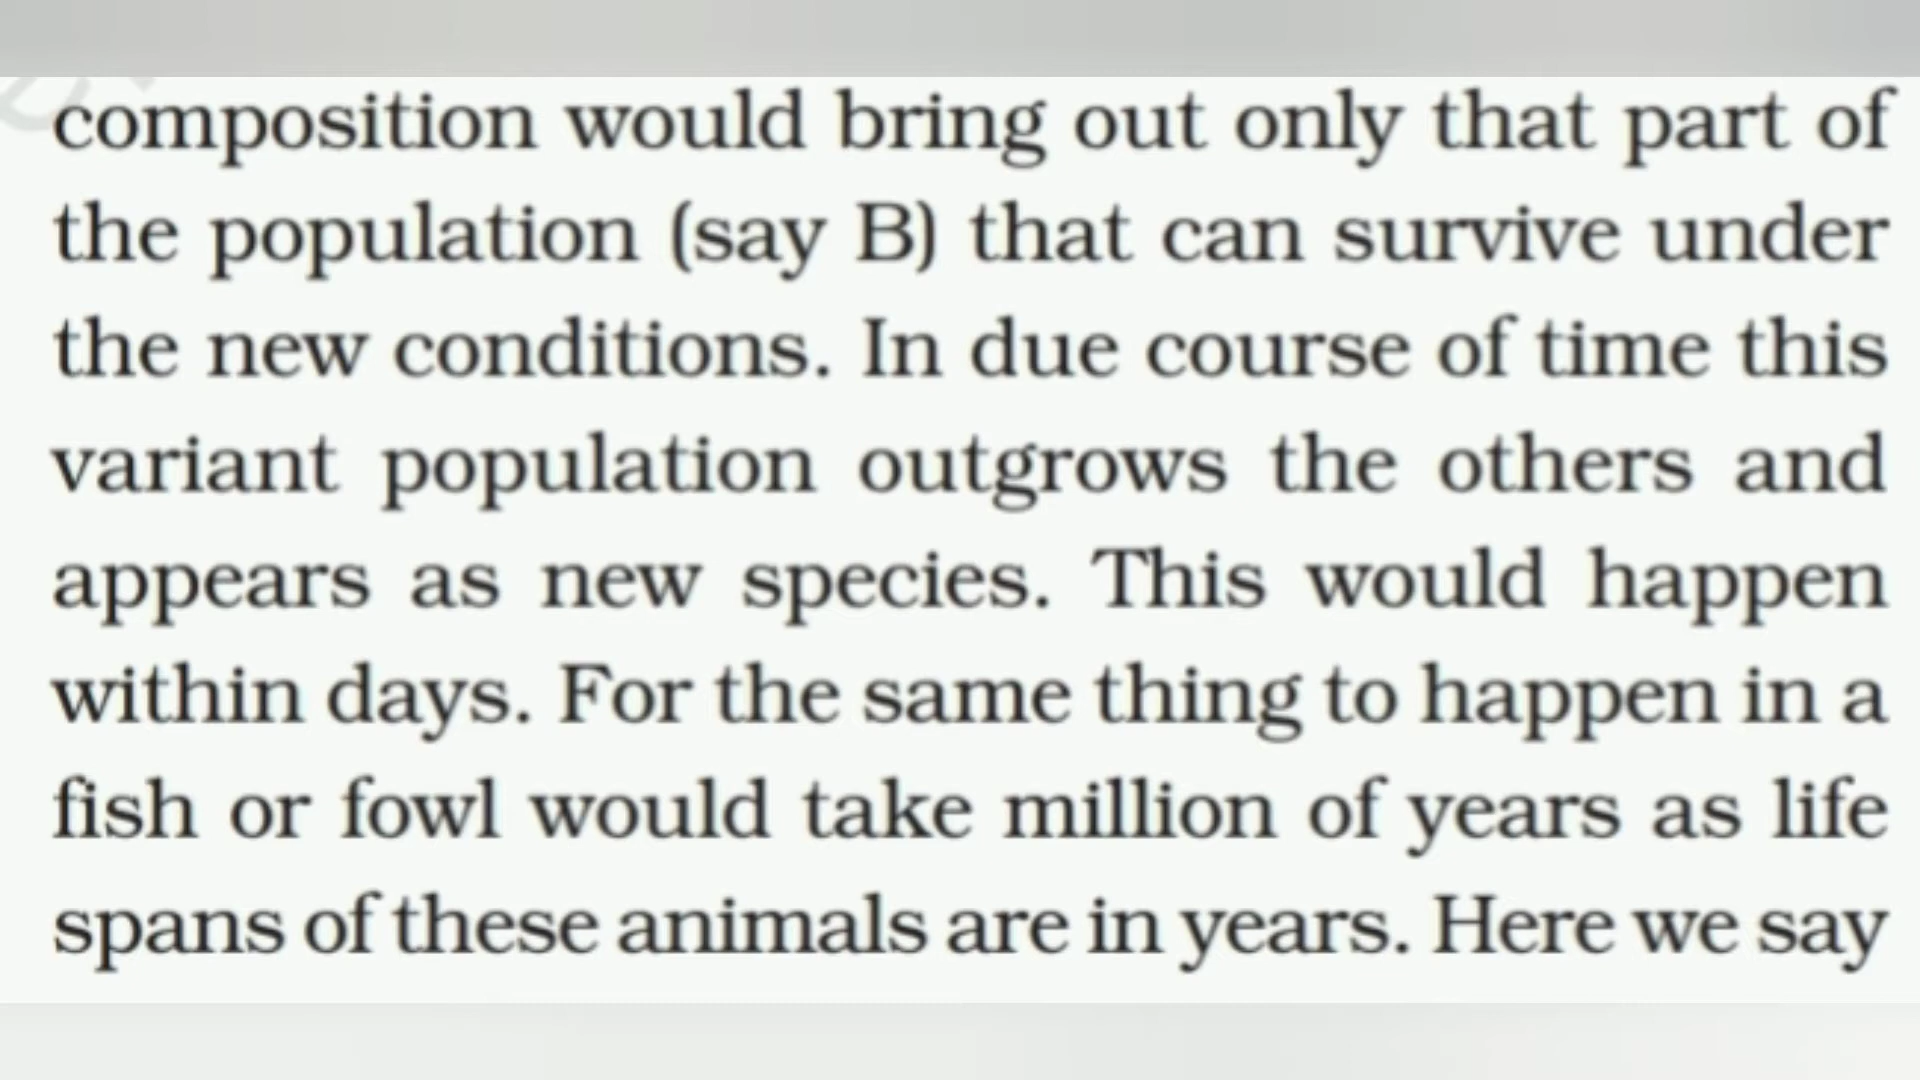 composition would bring out only that part of
the population (say B) that can survive under
the new conditions. In due course of time this
variant population outgrows the others and
appears as new species. This would happen
within days. For the same thing to happen in a
fish or fowl would take million of years as life
spans of these animals are in years. Here we say